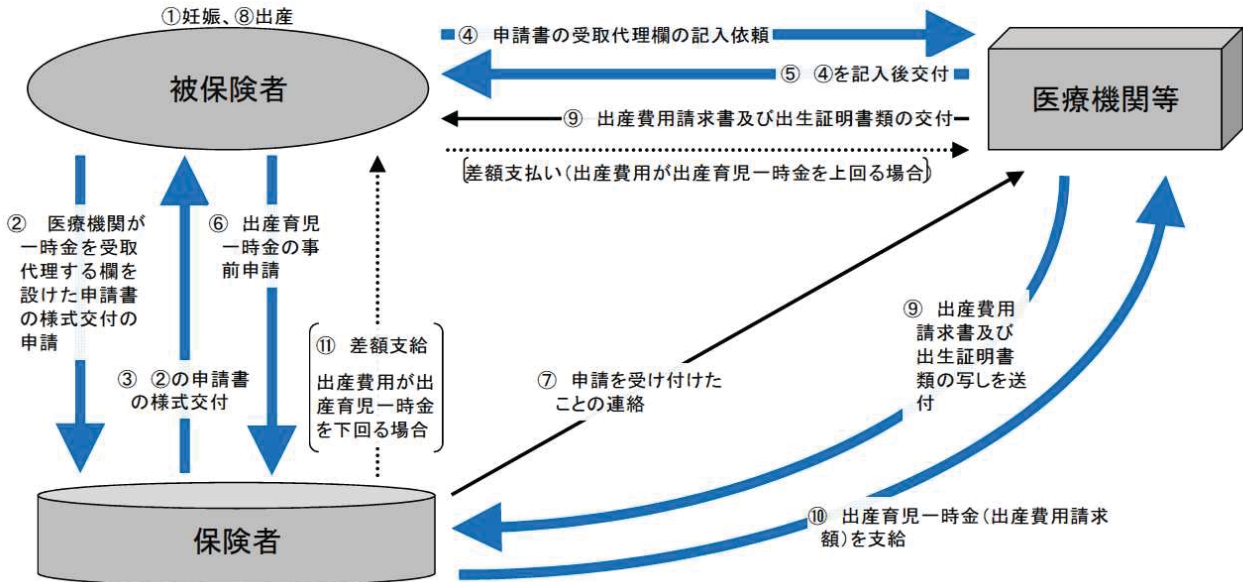 ①妊娠、⑧出産
被保険者
④ 申請書の受取代理欄の記入依頼
⑤ ④を記入後交付
⑨ 出産費用請求書及び出生証明書類の交付
差額支払い(出産費用が出産育児一時金を上回る場合)
医療機関等
② 医療機関が
一時金を受取
代理する欄を
設けた申請書
の様式交付の
申請
③ ②の申請書
の様式交付
⑥ 出産育児
一時金の事
前申請
⑪ 差額支給
出産費用が出
産育児一時金
を下回る場合
⑦ 申請を受け付けた
ことの連絡
⑨ 出産費用
請求書及び
出生証明書
類の写しを送
付
⑩ 出産育児一時金(出産費用請求
額)を支給
保険者